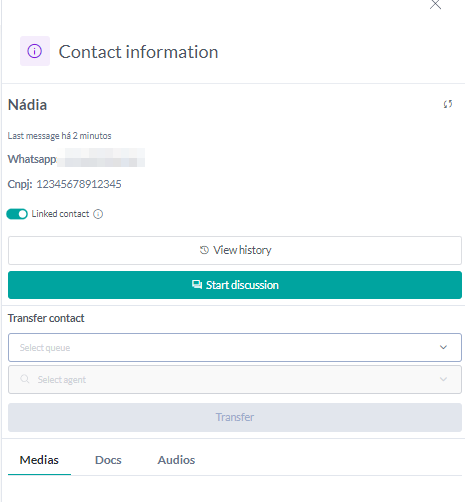 Contact information
Nádia
Last message há 2 minutos
Whatsapp:
Cnpj: 12345678912345
Linked contact
View history
Start discussion
Transfer contact
Select queue
Select agent
Transfer
Medias Docs Audios